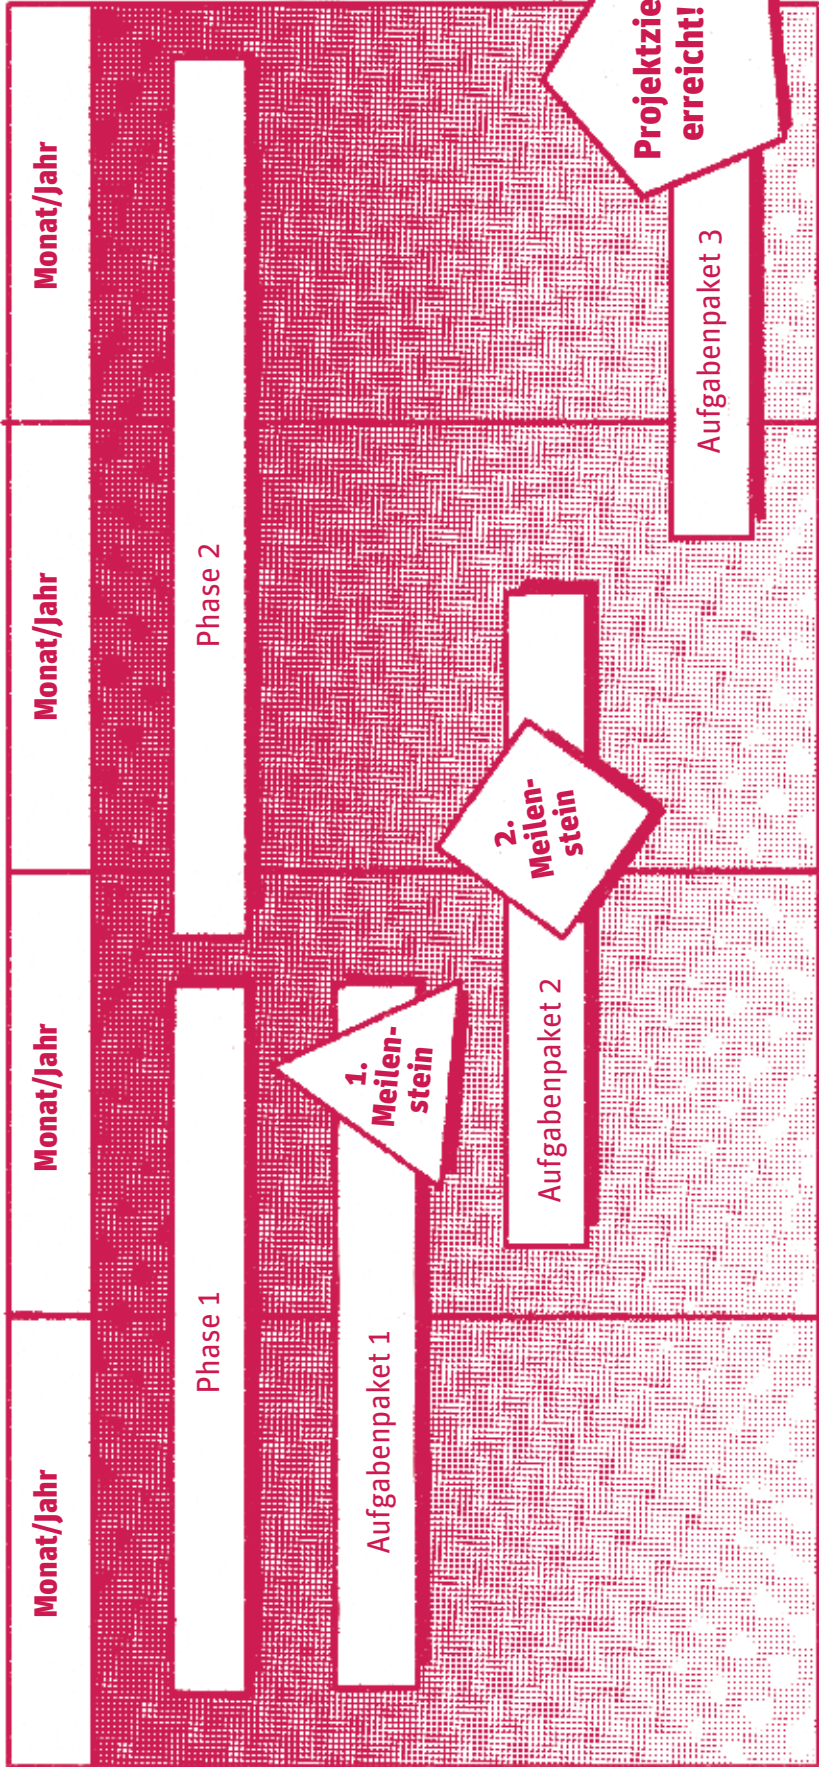 Monat/Jahr
Monat/Jahr
Monat/Jahr
Monat/Jahr
Phase 1
Phase 2
Aufgabenpaket 1
1.
Meilen-
stein
Aufgabenpaket 2
2.
Meilen-
stein
Aufgabenpaket 3
Projektzie
erreicht!